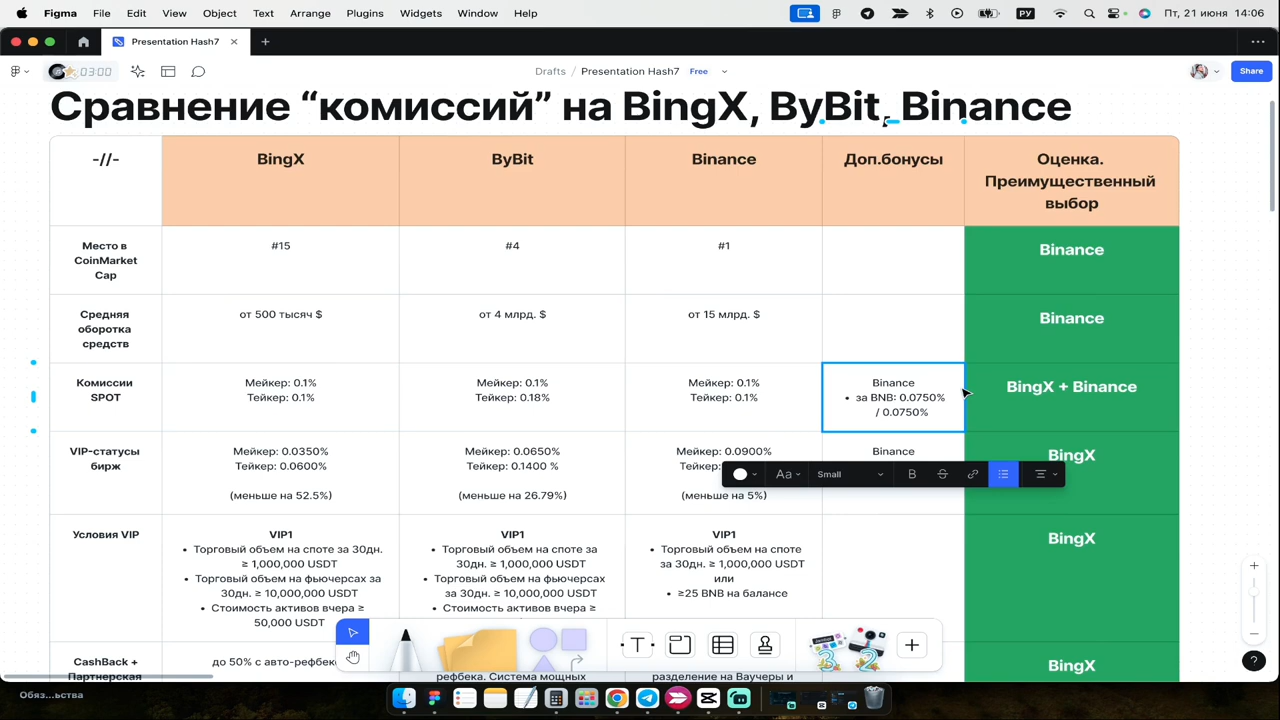 Figma File Edit View Object Text Arrange Plugins Widgets Window Help РУ Пт, 21 июня 14:06
Presentation Hash7
03:00 Drafts / Presentation Hash7 Free Share
Сравнение “комиссий” на BingX, ByBit, Binance
-//- BingX ByBit Binance Доп.бонусы Оценка.
Преимущественный
выбор
Место в
CoinMarket
Cap
#15 #4 #1 Binance
Средняя
оборотка
средств
от 500 тысяч $ от 4 млрд. $ от 15 млрд. $ Binance
Комиссии
SPOT
Мейкер: 0.1%
Тейкер: 0.1%
Мейкер: 0.1%
Тейкер: 0.18%
Мейкер: 0.1%
Тейкер: 0.1%
Binance
• за BNB: 0.0750%
/ 0.0750%
BingX + Binance
VIP-статусы
бирж
Мейкер: 0.0350%
Тейкер: 0.0600%
(меньше на 52.5%)
Мейкер: 0.0650%
Тейкер: 0.1400 %
(меньше на 26.79%)
Мейкер: 0.0900%
(меньше на 5%)
Binance
BingX
Aa Small B S
Условия VIP
VIP1
• Торговый объем на споте за 30дн.
≥ 1,000,000 USDT
• Торговый объем на фьючерсах за
30дн. ≥ 10,000,000 USDT
• Стоимость активов вчера ≥
50,000 USDT
VIP1
• Торговый объем на споте за
30дн. ≥ 1,000,000 USDT
• Торговый объем на фьючерсах
за 30дн. ≥ 10,000,000 USDT
• Стоимость активов вчера ≥
VIP1
• Торговый объем на споте
за 30дн. ≥ 1,000,000 USDT
или
• ≥25 BNB на балансе
BingX
CashBack +
Партнерская
до 50% с авто-рефбек
рефбека. Система мощных
разделение на Ваучеры и
BingX
T
Обяз...ьства